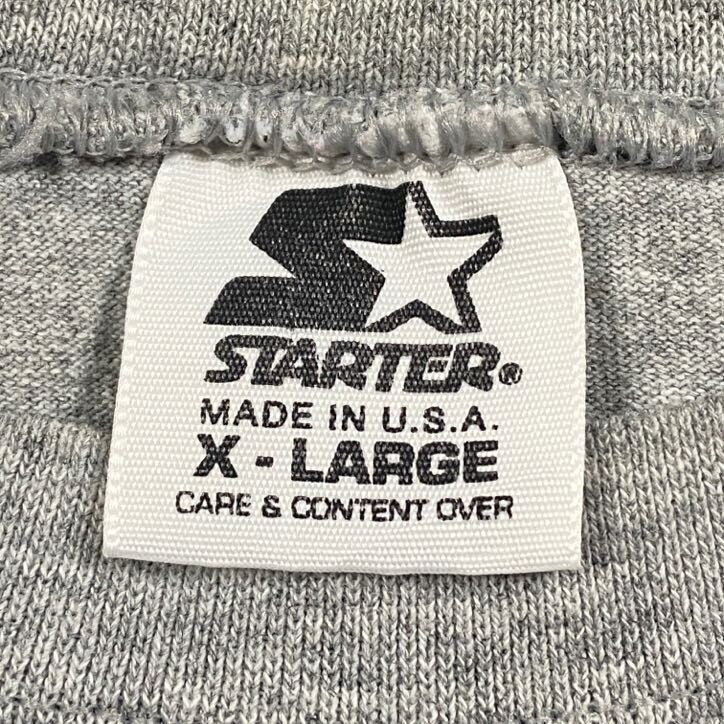 STARTER®
MADE IN U.S.A.
X-LARGE
CARE & CONTENT OVER